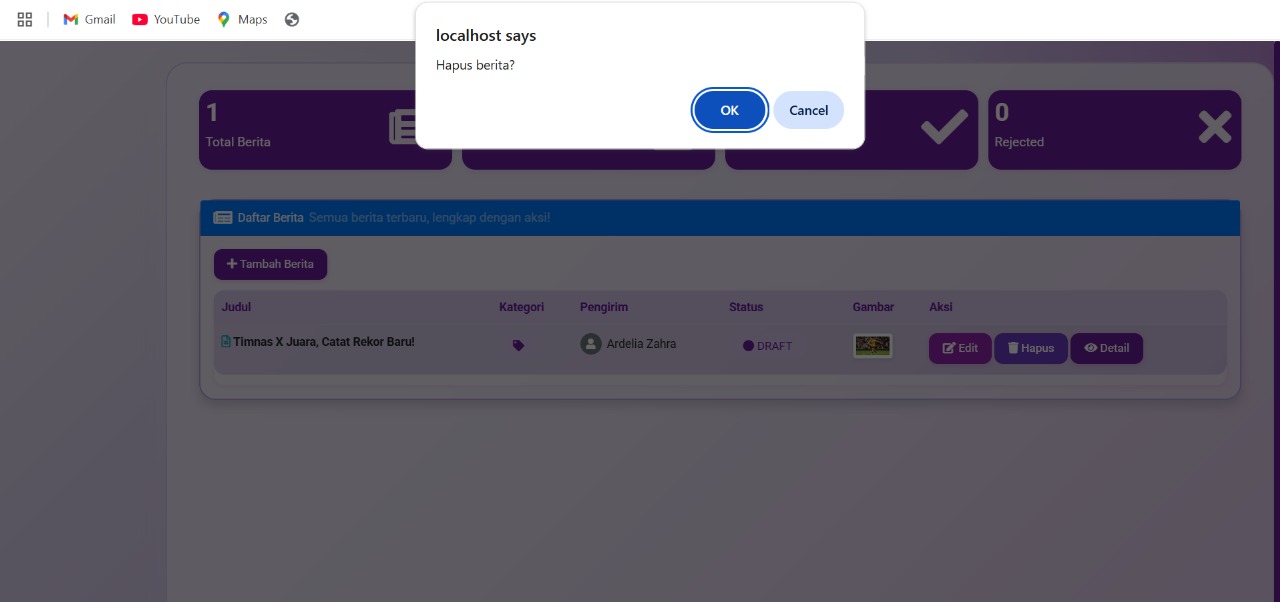 Gmail
YouTube
Maps
localhost says
Hapus berita?
OK
Cancel
1
Total Berita
0
Rejected
Daftar Berita Semua berita terbaru, lengkap dengan aksi!
Tambah Berita
Judul Kategori Pengirim Status Gambar Aksi
Timnas X Juara, Catat Rekor Baru! Ardelia Zahra DRAFT Edit Hapus Detail